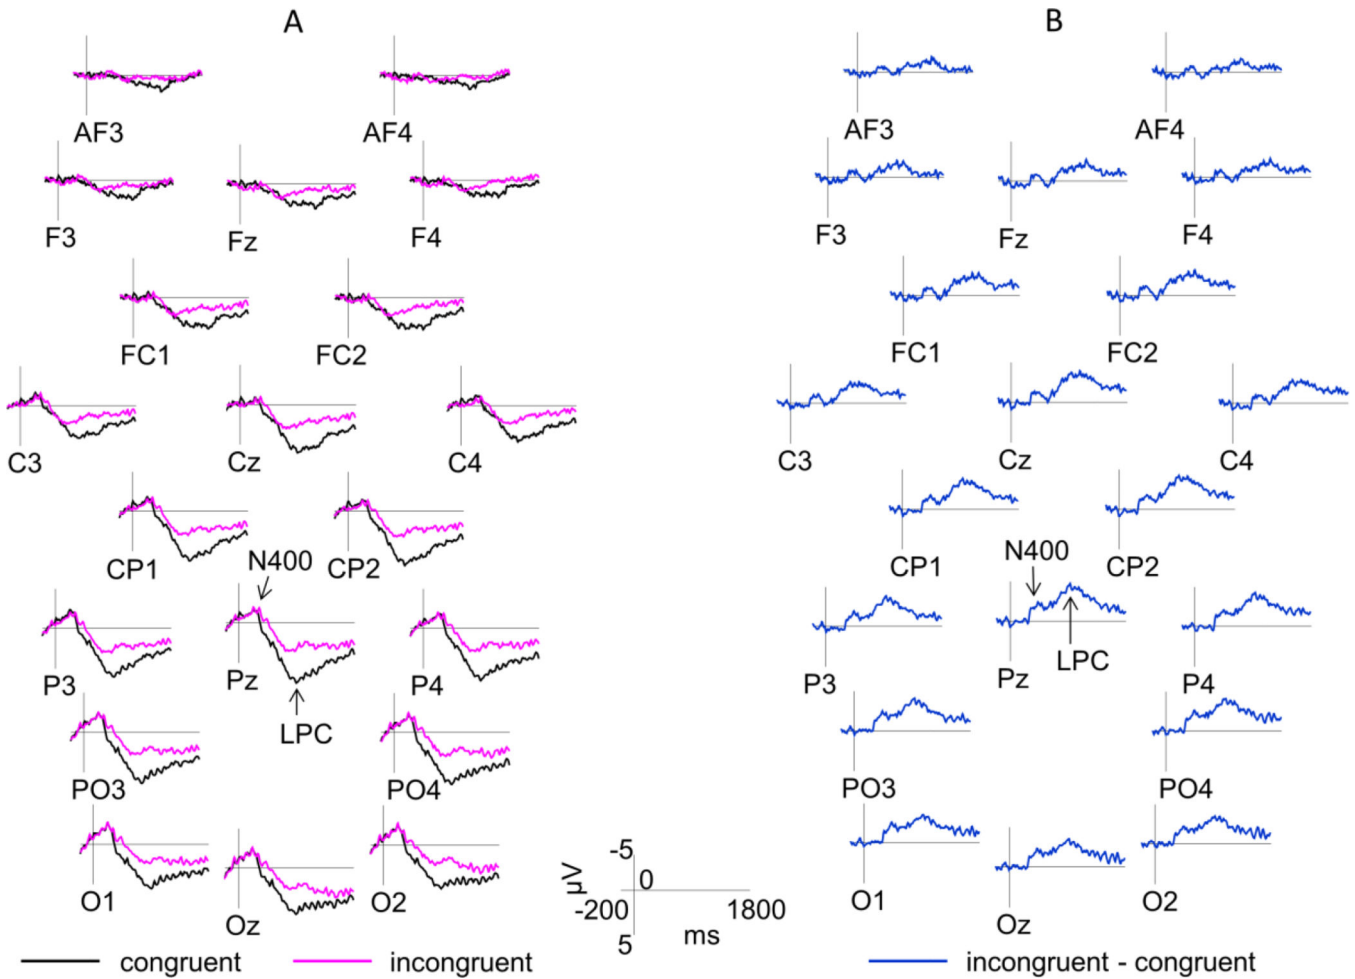 A
B
AF3
AF4
AF3
AF4
F3
Fz
F4
F3
Fz
F4
FC1
FC2
FC1
FC2
C3
Cz
C4
C3
Cz
C4
CP1
N400
CP2
CP1
N400
CP2
P3
Pz
P4
P3
Pz
LPC
P4
LPC
PO3
PO4
PO3
PO4
O1
Oz
O2
-5
µV
0
-200
1800
ms
5
O1
Oz
O2
congruent
incongruent
incongruent - congruent